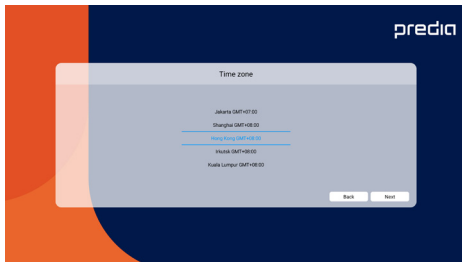 predia
Time zone
Jakarta GMT+07:00
Shanghai GMT+08:00
Hong Kong GMT+08:00
Irkutsk GMT+08:00
Kuala Lumpur GMT+08:00
Back Next